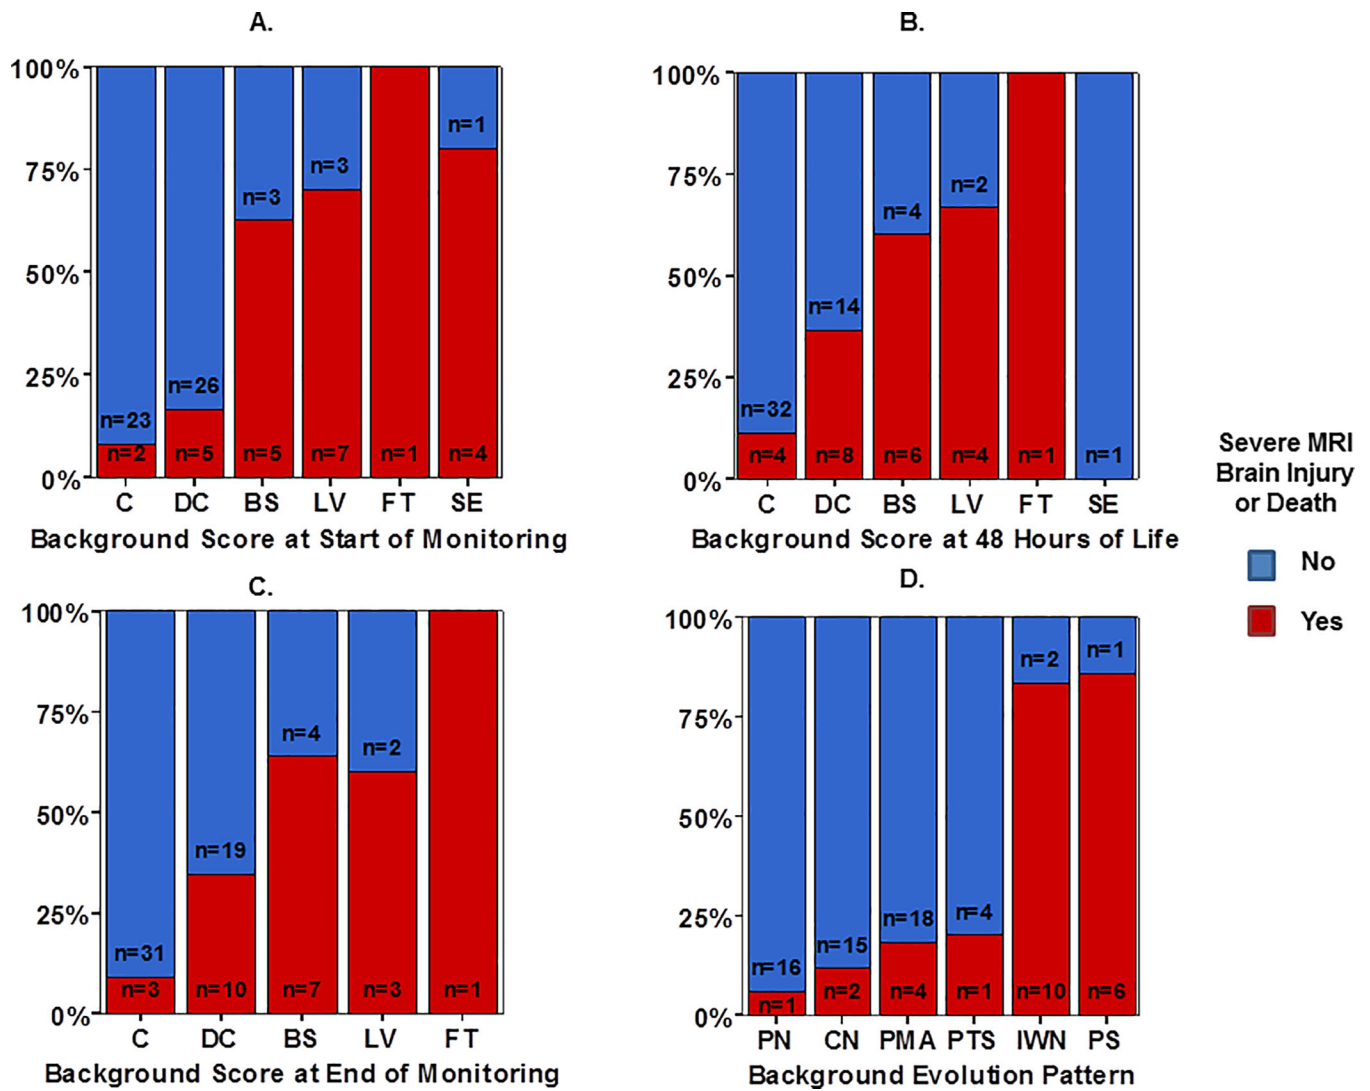 A.
100%
75%
50%
25%
0%
n=23
n=2
n=26
n=5
n=3
n=5
n=3
n=7
n=1
n=1
n=4
C DC BS LV FT SE
Background Score at Start of Monitoring
B.
100%
75%
50%
25%
0%
n=32
n=4
n=14
n=8
n=4
n=6
n=2
n=4
n=1
n=1
C DC BS LV FT SE
Background Score at 48 Hours of Life
Severe MRI
Brain Injury
or Death
No
Yes
C.
100%
75%
50%
25%
0%
n=31
n=3
n=19
n=10
n=4
n=7
n=2
n=3
n=1
C DC BS LV FT
Background Score at End of Monitoring
D.
100%
75%
50%
25%
0%
n=16
n=1
n=15
n=2
n=18
n=4
n=4
n=1
n=2
n=10
n=1
n=6
PN CN PMA PTS IWN PS
Background Evolution Pattern